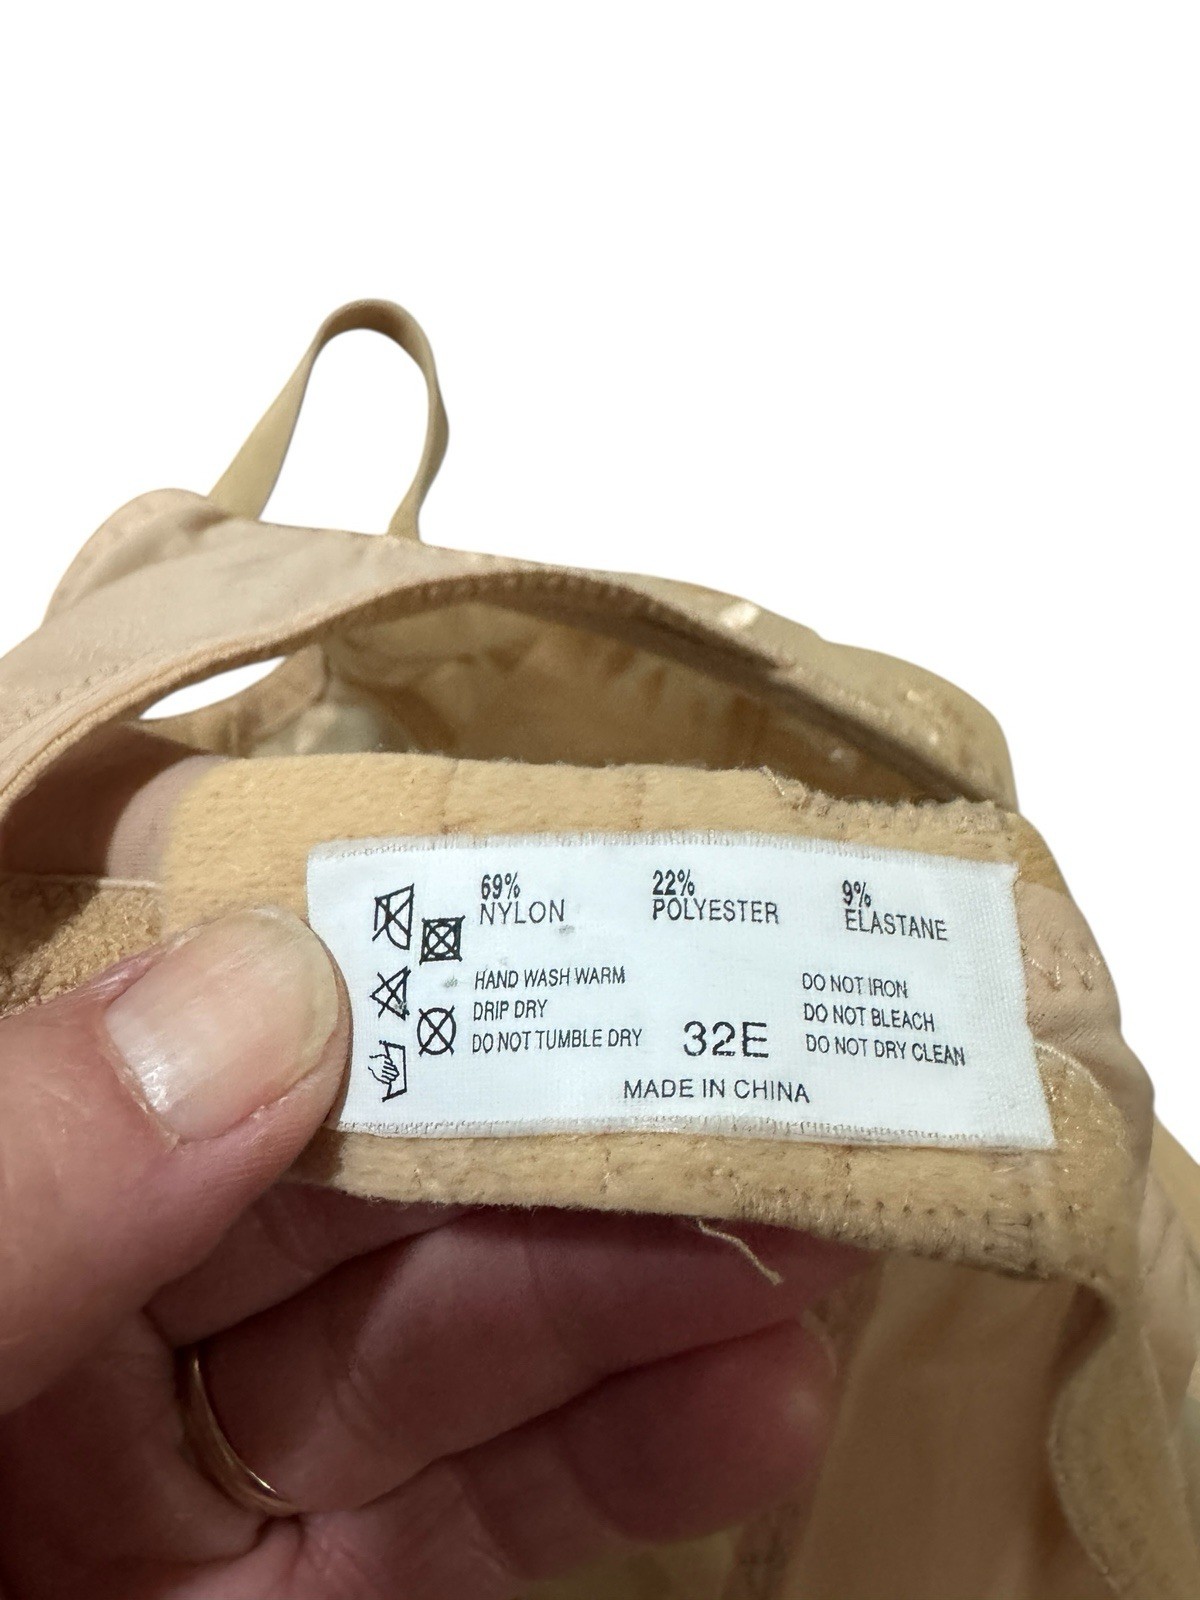 69% NYLON
22% POLYESTER
9% ELASTANE
HAND WASH WARM
DRIP DRY
DO NOT TUMBLE DRY
32E
DO NOT IRON
DO NOT BLEACH
DO NOT DRY CLEAN
MADE IN CHINA